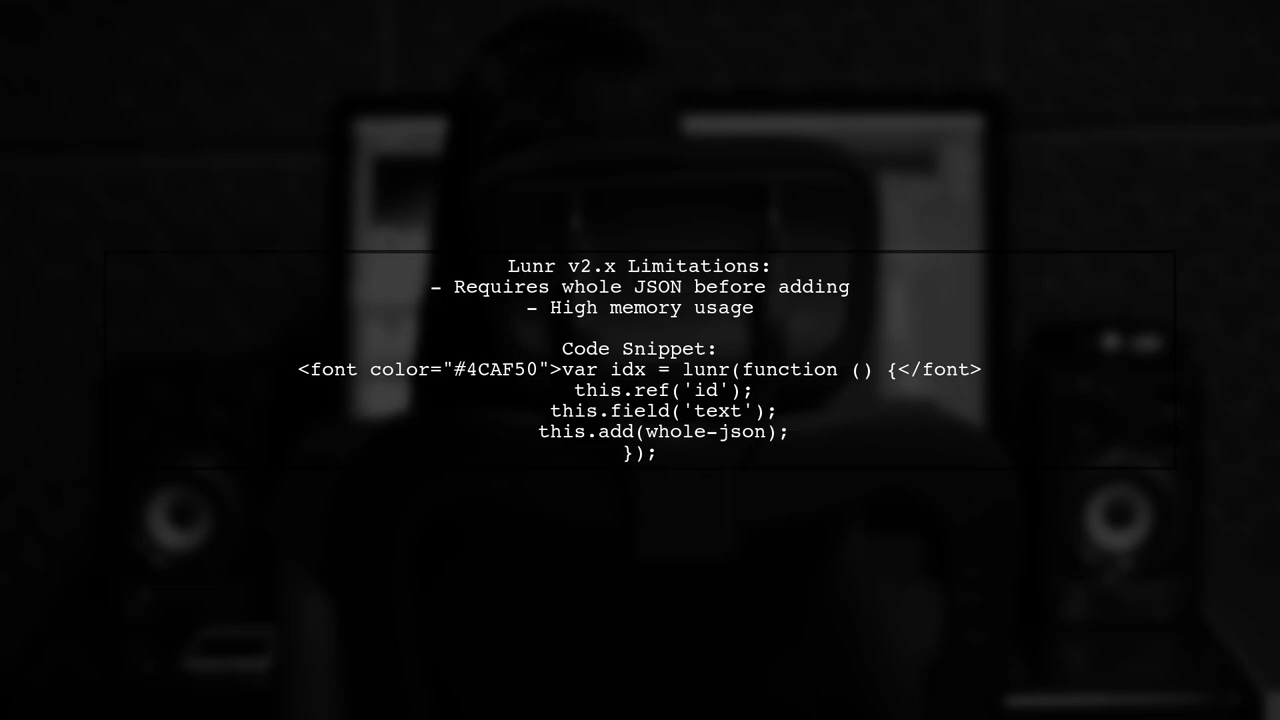 Lunr v2.x Limitations:
- Requires whole JSON before adding
- High memory usage
Code Snippet:
<font color="#4CAF50">var idx = lunr(function () {</font>
this.ref('id');
this.field('text');
this.add(whole-json);
});